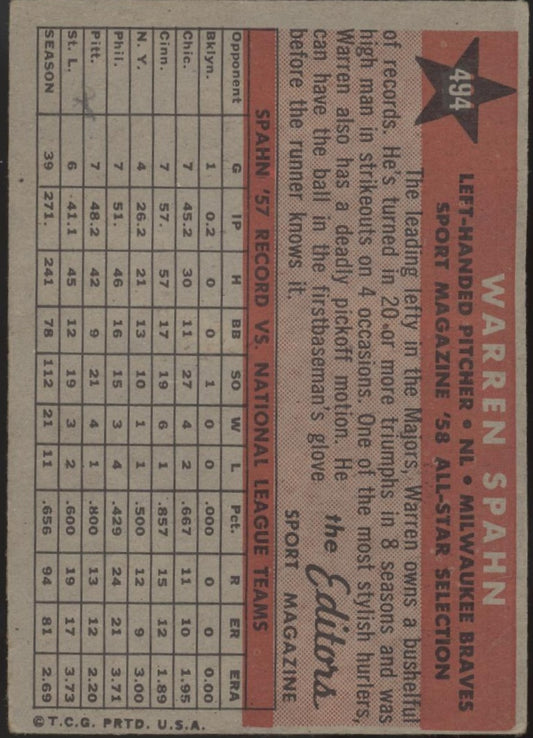 494
WARREN SPAHN
LEFT-HANDED PITCHER • NL • MILWAUKEE BRAVES
SPORT MAGAZINE '58 ALL-STAR SELECTION
The leading lefty in the Majors, Warren owns a bushelful
of records. He's turned in 20 or more triumphs in 8 seasons and was
high man in strikeouts on 4 occasions. One of the most stylish hurlers,
Warren also has a deadly pickoff motion. He
can have the ball in the firstbaseman's glove
before the runner knows it.
the Editors
SPORT MAGAZINE
SPAHN '57 RECORD VS. NATIONAL LEAGUE TEAMS
Opponent G IP H BB SO W L Pct. R ER ERA
Bklyn. 1 0.2 0 0 1 0 0 .000 0 0 0.00
Chic. 7 45.2 30 11 27 4 2 .667 11 10 1.95
Cinn. 7 57. 57 17 19 6 1 .857 15 12 1.89
N. Y. 4 26.2 21 13 10 1 1 .500 12 9 3.00
Phil. 7 51. 46 16 15 3 4 .429 24 21 3.71
Pitt. 7 48.2 42 9 21 4 1 .800 13 12 2.20
St. L. 6 41.1 45 12 19 3 2 .600 19 17 3.73
SEASON 39 271. 241 78 112 21 11 .656 94 81 2.69
© T.C.G. PRTD. U.S.A.